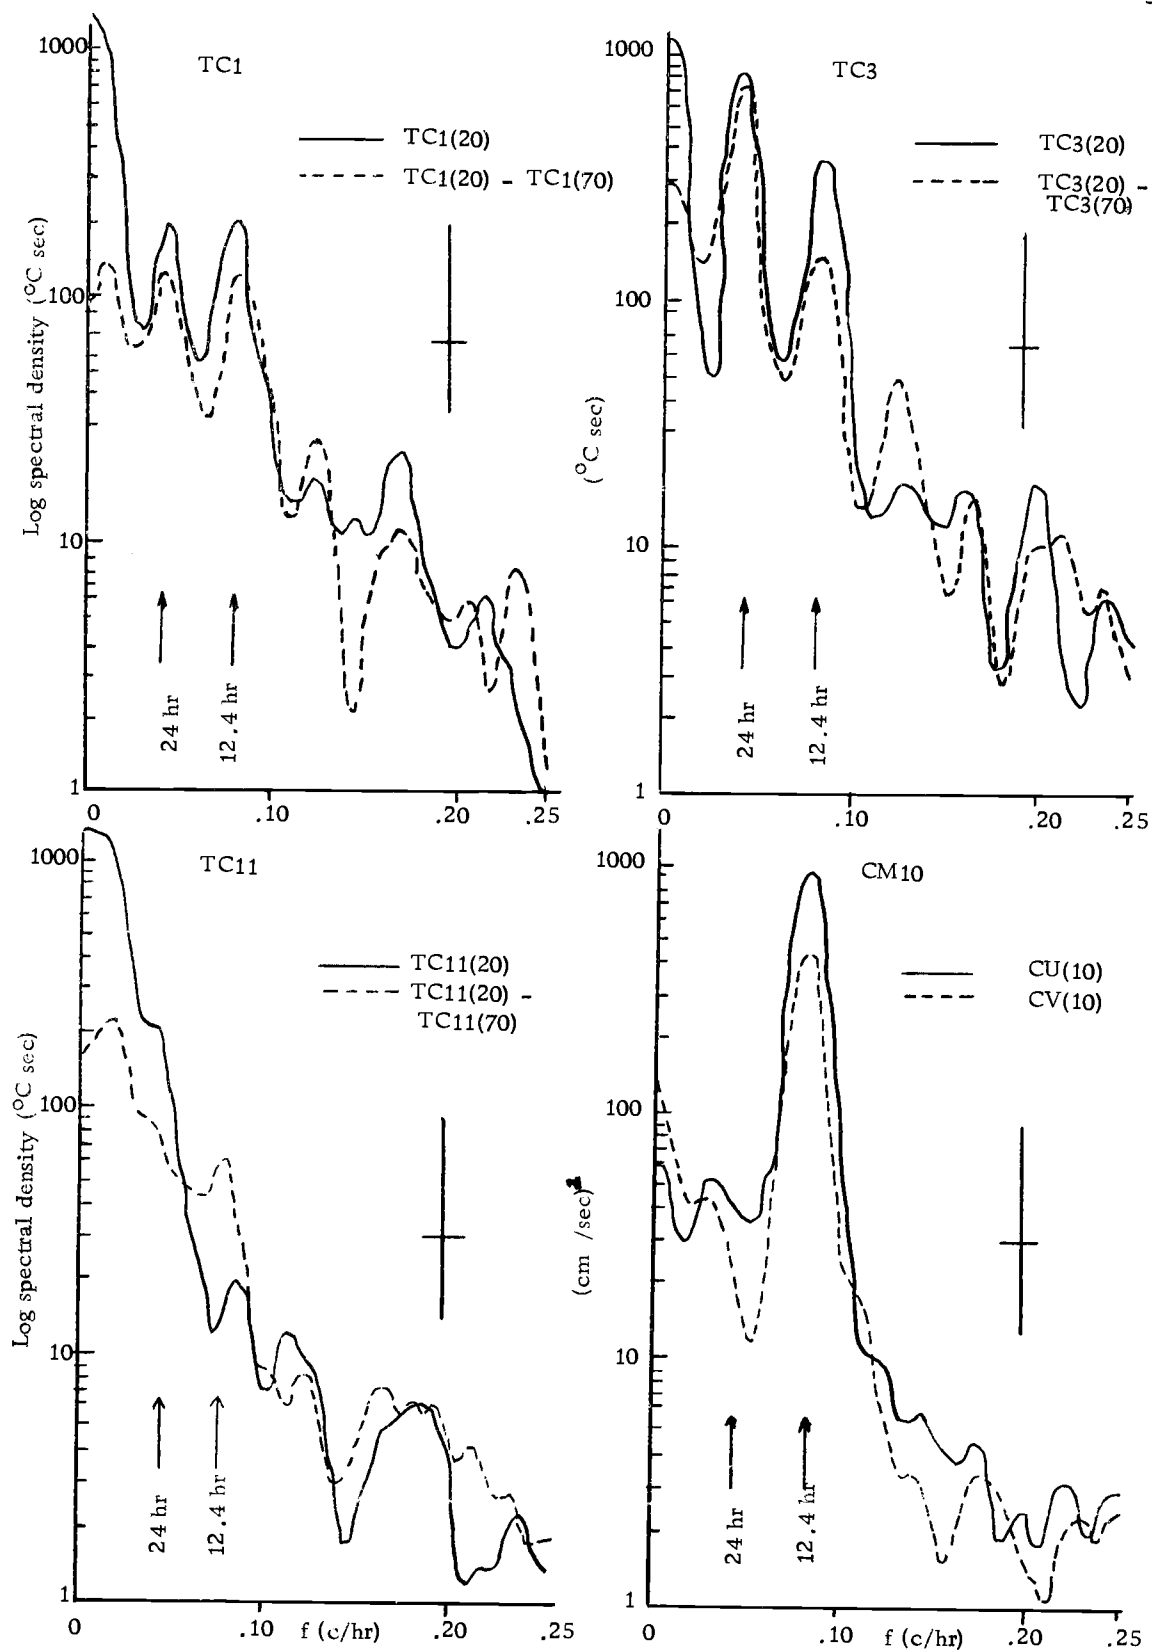 TC1
TC1(20)
TC1(20) - TC1(70)
Log spectral density (°C sec)
1000
100
10
1
24 hr
12.4 hr
0
.10
.20
.25
TC3
TC3(20)
TC3(20) -
TC3(70)
(°C sec)
1000
100
10
1
24 hr
12.4 hr
0
.10
.20
.25
TC11
TC11(20)
TC11(20) -
TC11(70)
Log spectral density (°C sec)
1000
100
10
1
24 hr
12.4 hr
0
.10
.20
.25
f (c/hr)
CM10
CU(10)
CV(10)
(cm /sec)
1000
100
10
1
24 hr
12.4 hr
0
.10
.20
.25
f (c/hr)